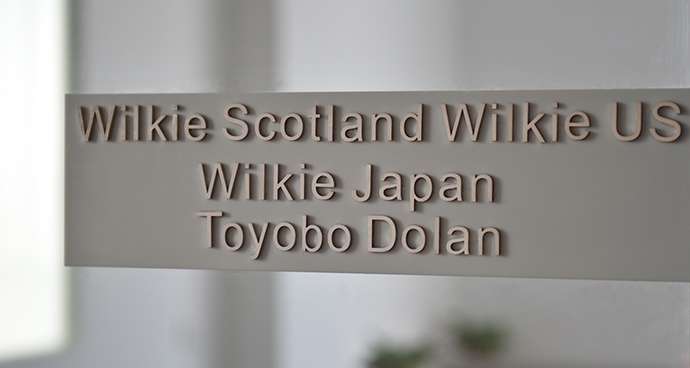 Wilkie Scotland Wilkie US
Wilkie Japan
Toyobo Dolan